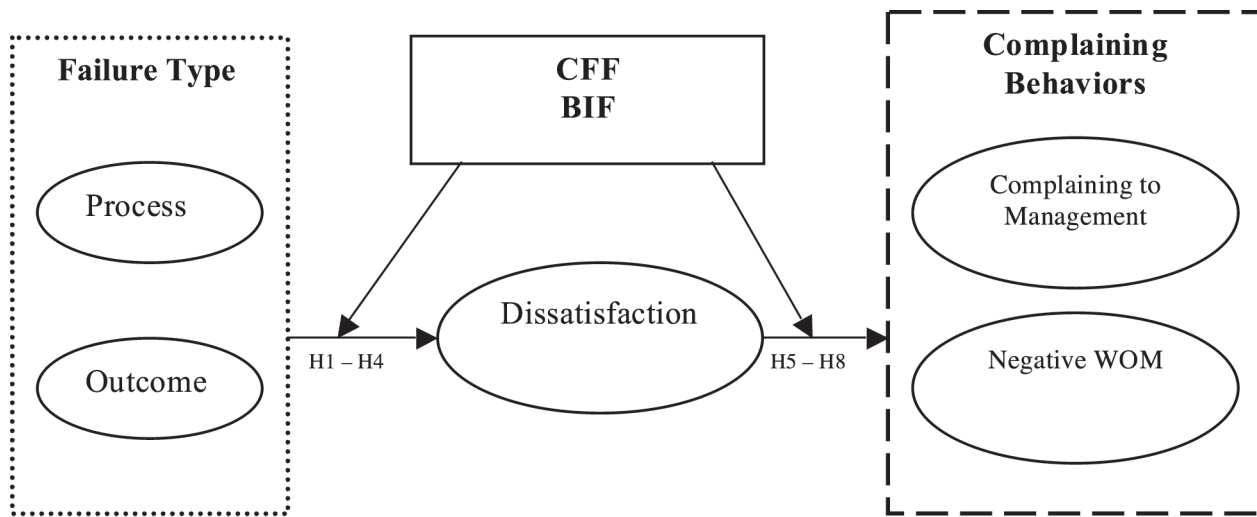 Failure Type
Process
Outcome
CFF
BIF
H1 – H4
Dissatisfaction
H5 – H8
Complaining
Behaviors
Complaining to
Management
Negative WOM